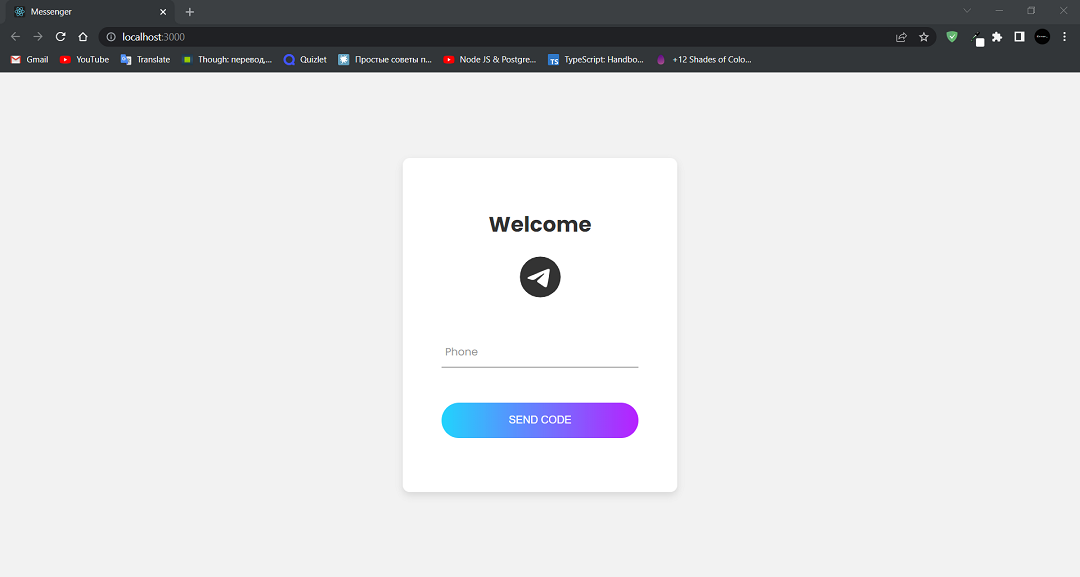 Messenger
localhost:3000
Gmail
YouTube
Translate
Though: перевод,...
Quizlet
Простые советы п...
Node JS & Postgre...
TS
TypeScript: Handbo...
+12 Shades of Colo...
Welcome
Phone
SEND CODE